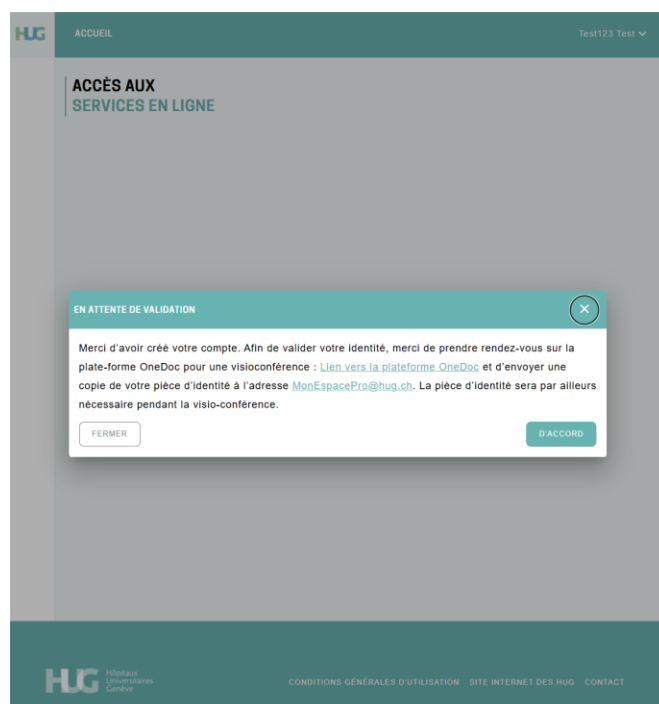 HUG
ACCUEIL
Test123 Test
ACCÈS AUX
SERVICES EN LIGNE
EN ATTENTE DE VALIDATION
Merci d'avoir créé votre compte. Afin de valider votre identité, merci de prendre rendez-vous sur la
plate-forme OneDoc pour une visioconférence : Lien vers la plateforme OneDoc et d'envoyer une
copie de votre pièce d'identité à l'adresse MonEspacePro@hug.ch. La pièce d'identité sera par ailleurs
nécessaire pendant la visio-conférence.
FERMER
D'ACCORD
HUG
Hôpitaux
Universitaires
Genève
CONDITIONS GÉNÉRALES D'UTILISATION SITE INTERNET DES HUG CONTACT